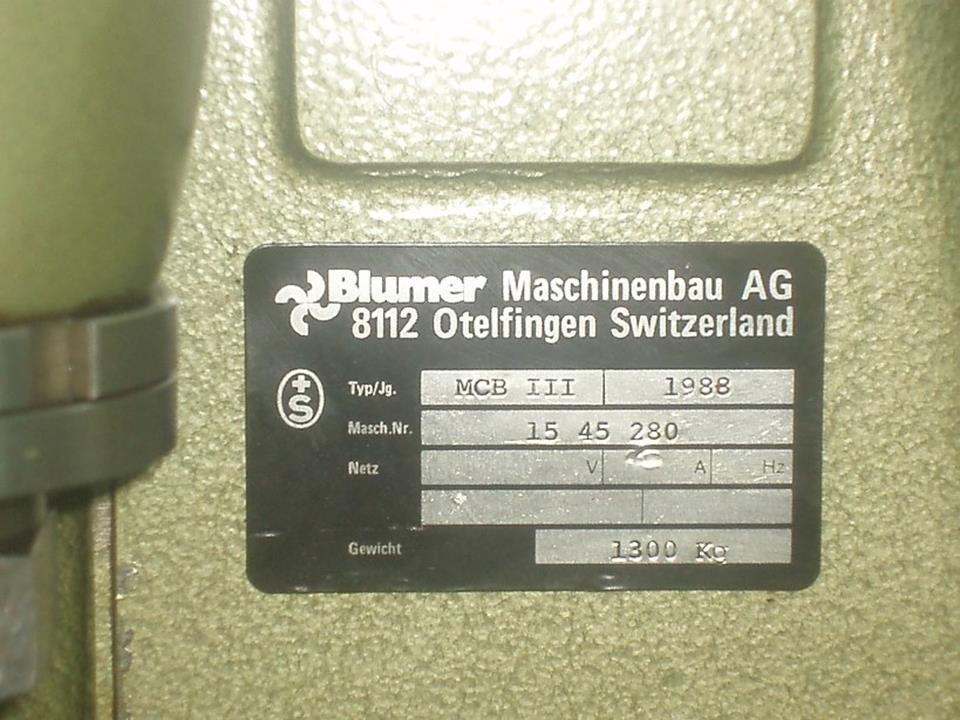 Blumer Maschinenbau AG
8112 Otelfingen Switzerland
+S
Typ/Jg. MCB III 1988
Masch.Nr. 15 45 280
Netz V A Hz
Gewicht 1300 Kg